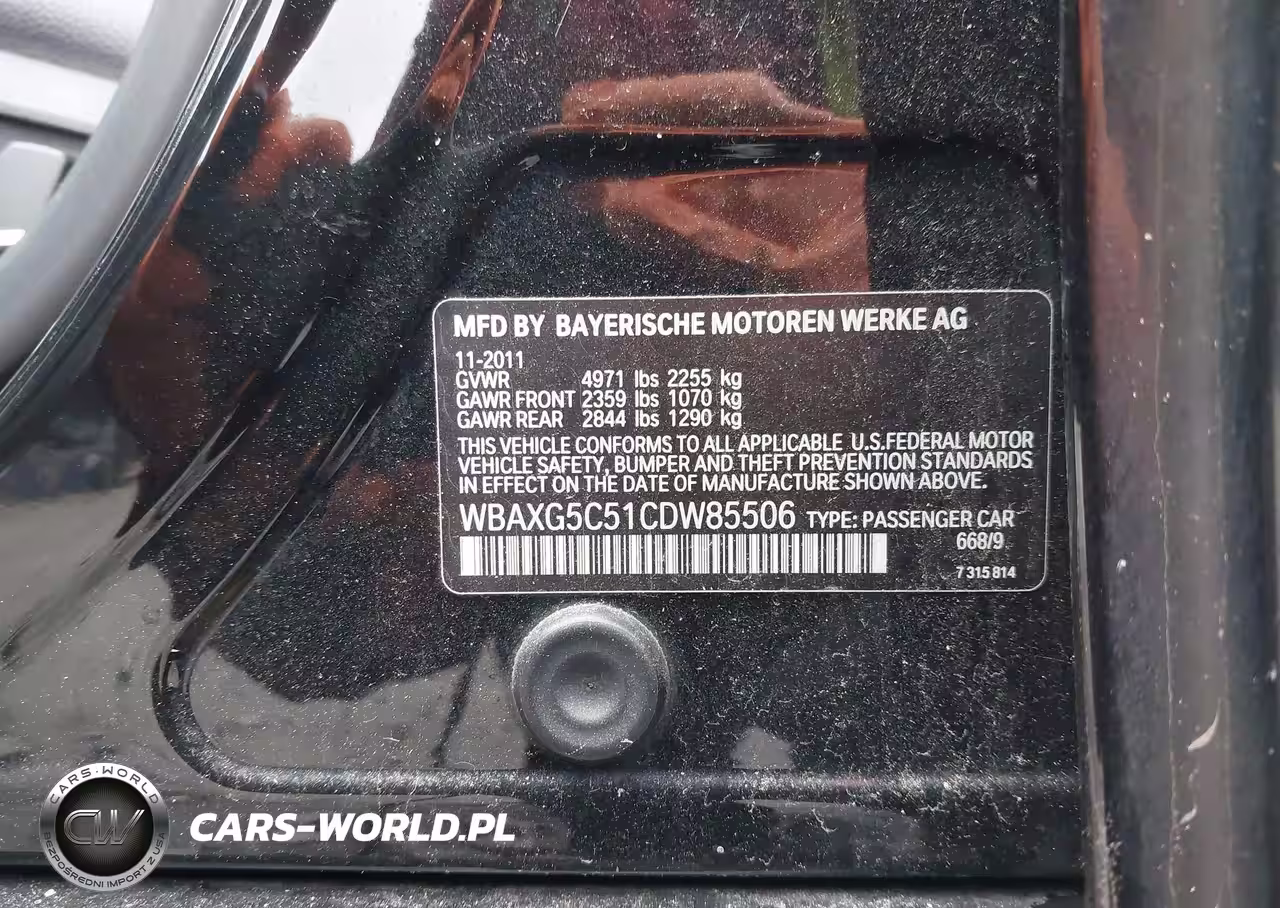 MFD BY BAYERISCHE MOTOREN WERKE AG
11-2011
GVWR 4971 lbs 2255 kg
GAWR FRONT 2359 lbs 1070 kg
GAWR REAR 2844 lbs 1290 kg
THIS VEHICLE CONFORMS TO ALL APPLICABLE U.S.FEDERAL MOTOR
VEHICLE SAFETY, BUMPER AND THEFT PREVENTION STANDARDS
IN EFFECT ON THE DATE OF MANUFACTURE SHOWN ABOVE.
WBAXG5C51CDW85506 TYPE: PASSENGER CAR
668/9
7 315 814
CARS-WORLD
CW
BEZPOŚREDNI IMPORT Z USA
CARS-WORLD.PL